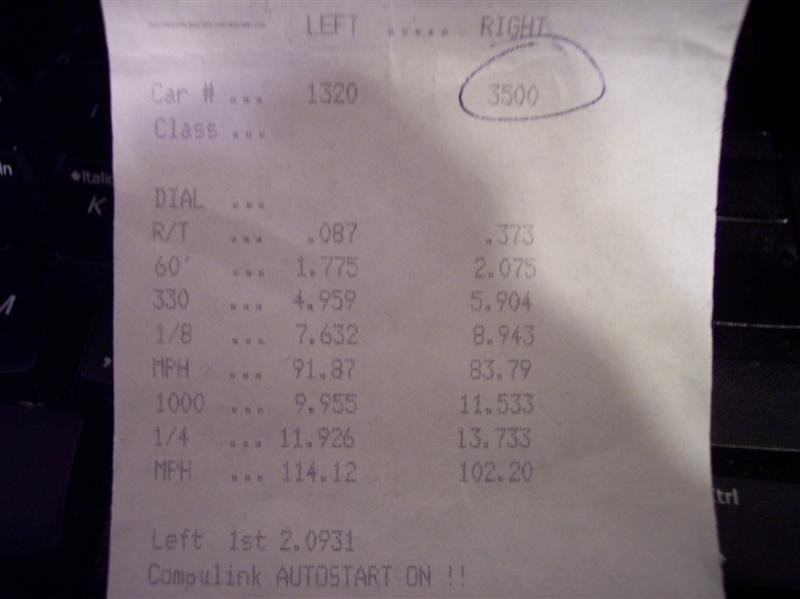 ---------- LEFT ..... RIGHT
Car # ... 1320 3500
Class ...
DIAL ...
R/T ... .087 .373
60' ... 1.775 2.075
330 ... 4.959 5.904
1/8 ... 7.632 8.943
MPH ... 91.87 83.79
1000 ... 9.955 11.533
1/4 ... 11.926 13.733
MPH ... 114.12 102.20
Left 1st 2.0931
Compulink AUTOSTART ON !!
K
M
Ctrl